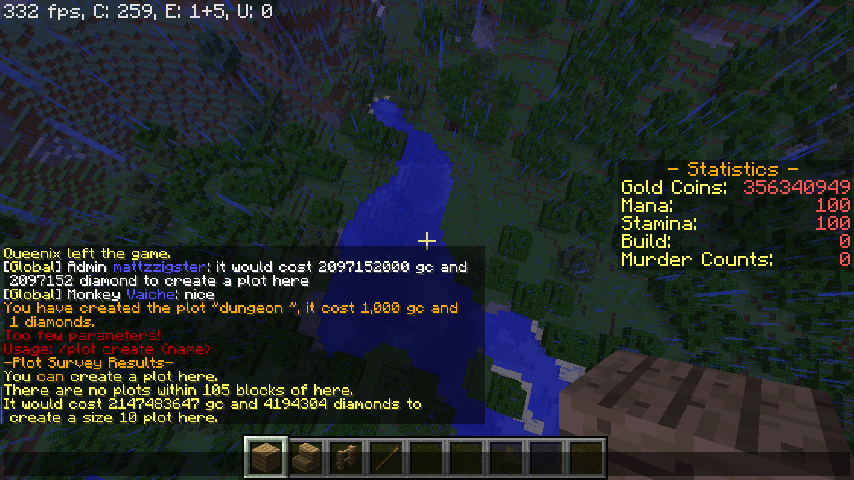 332 fps, C: 259, E: 1+5, U: 0
- Statistics -
Gold Coins: 356340949
Mana: 100
Stamina: 100
Build: 0
Murder Counts: 0
Queenix left the game.
[Global] Admin mattzzigster: it would cost 2097152000 gc and
2097152 diamond to create a plot here
[Global] Monkey Vaiche: nice
You have created the plot "dungeon ", it cost 1,000 gc and
1 diamonds.
Too few parameters!
Usage: /plot create <name>
-Plot Survey Results-
You can create a plot here.
There are no plots within 105 blocks of here.
It would cost 2147483647 gc and 4194304 diamonds to
create a size 10 plot here.